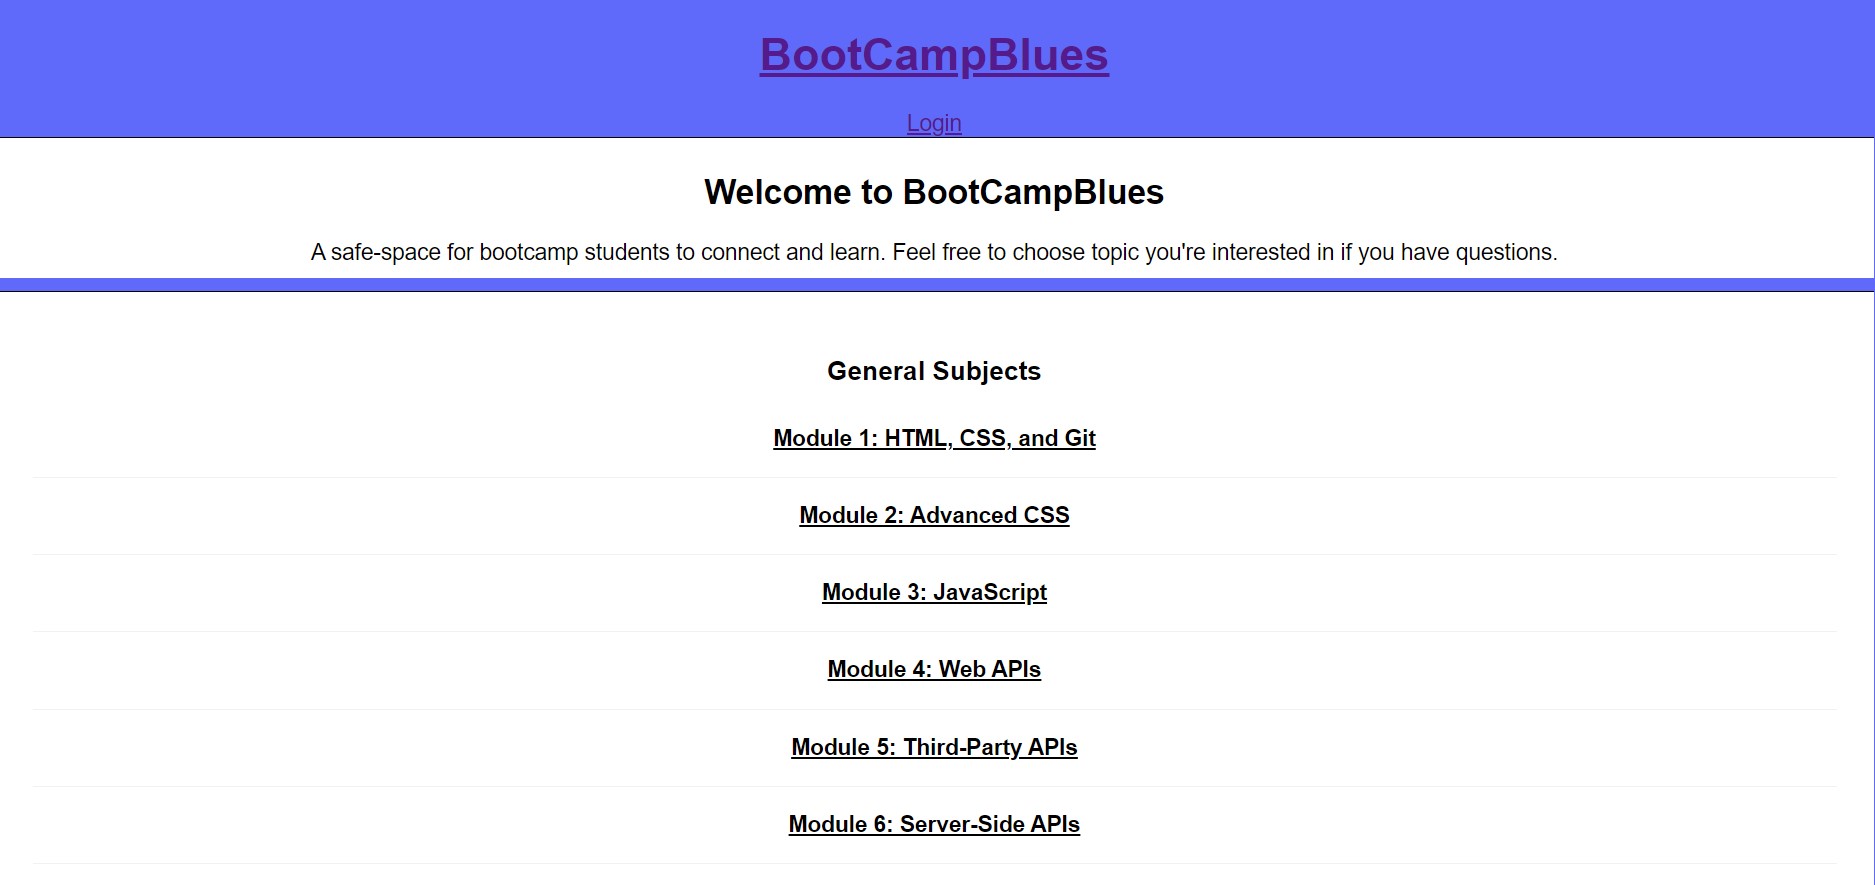 BootCampBlues
Login
Welcome to BootCampBlues
A safe-space for bootcamp students to connect and learn. Feel free to choose topic you're interested in if you have questions.
General Subjects
Module 1: HTML, CSS, and Git
Module 2: Advanced CSS
Module 3: JavaScript
Module 4: Web APIs
Module 5: Third-Party APIs
Module 6: Server-Side APIs